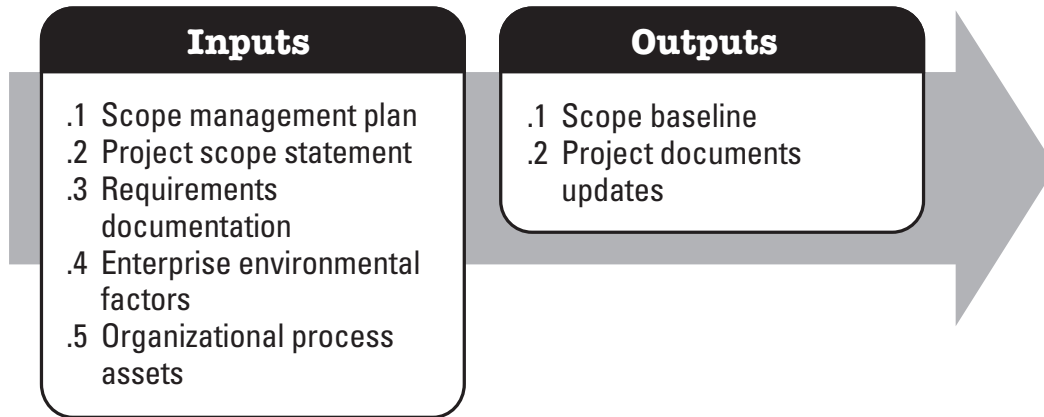 Inputs
.1 Scope management plan
.2 Project scope statement
.3 Requirements
documentation
.4 Enterprise environmental
factors
.5 Organizational process
assets
Outputs
.1 Scope baseline
.2 Project documents
updates